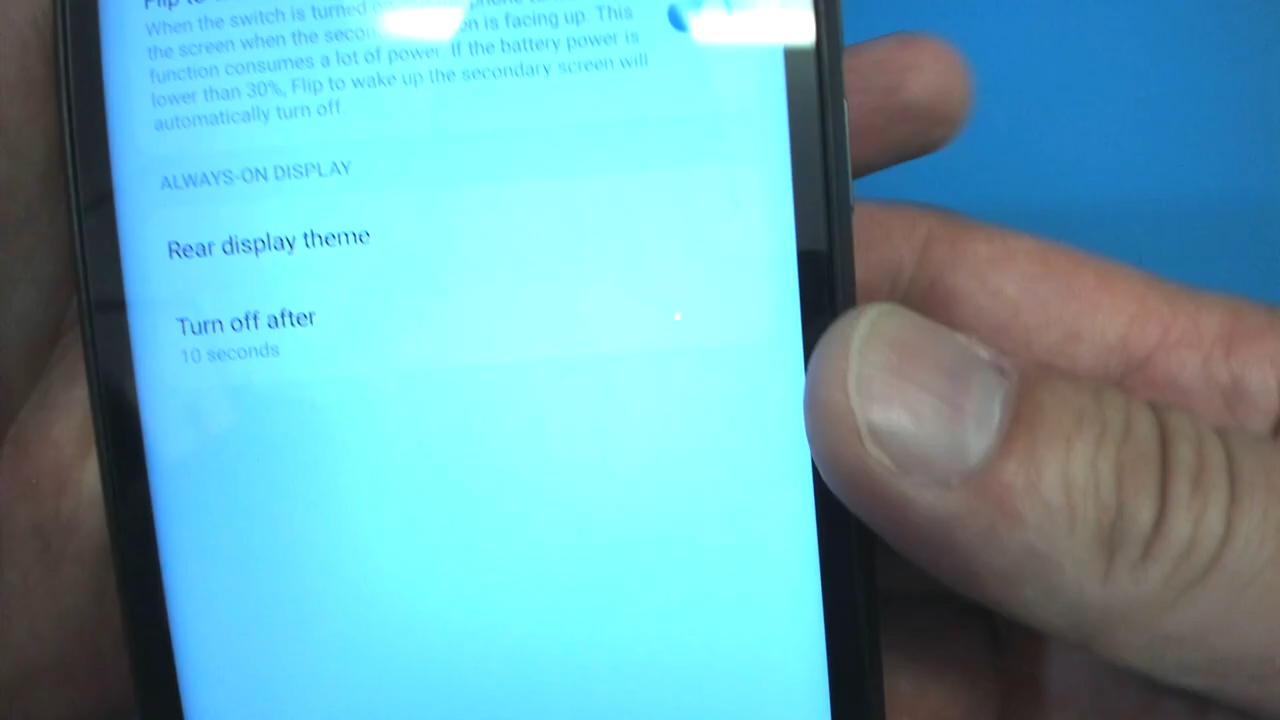 Flip to
When the switch is turned
the screen when the secon on is facing up. This
function consumes a lot of power. If the battery power is
lower than 30%, Flip to wake up the secondary screen will
automatically turn off.
ALWAYS-ON DISPLAY
Rear display theme
Turn off after
10 seconds